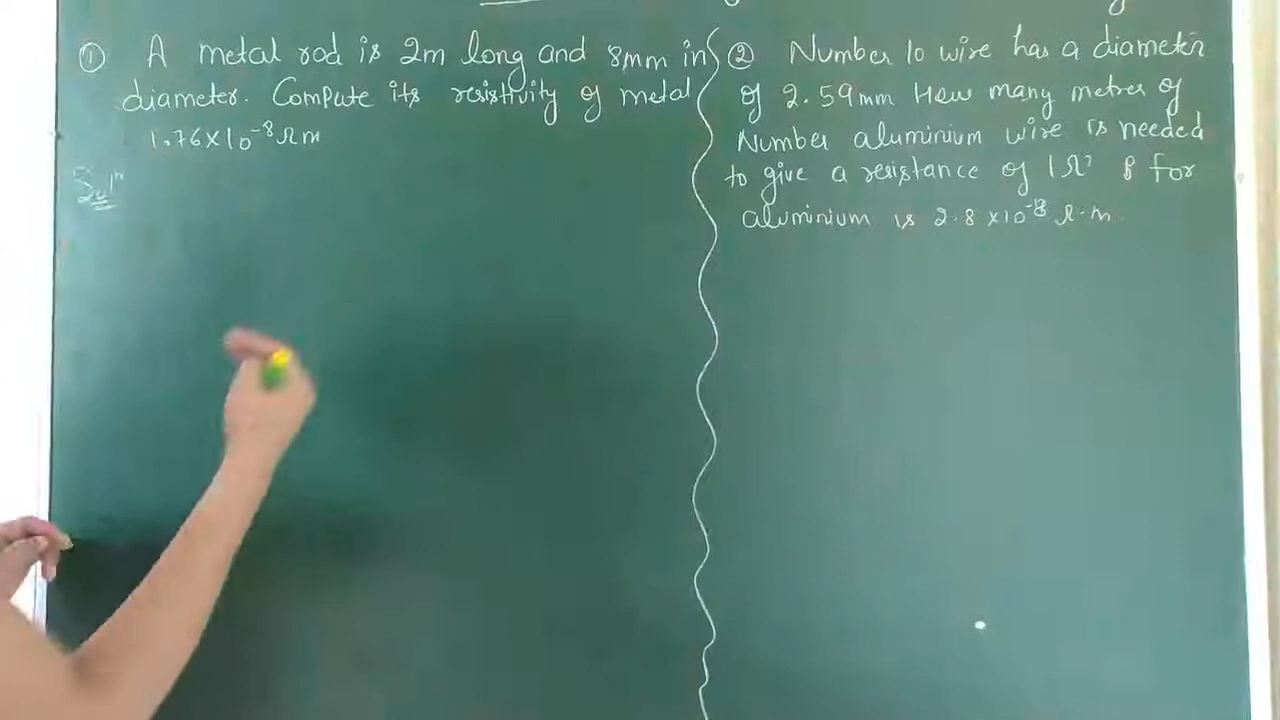 ① A metal rod is 2m long and 8mm in
diameter. Compute its resistivity of metal
1.76×10⁻⁸Ωm
Solⁿ
② Number 10 wire has a diameter
of 2.59mm How many metres of
Number aluminium wire is needed
to give a resistance of 1Ω? ρ for
aluminium is 2.8 ×10⁻⁸ Ω·m